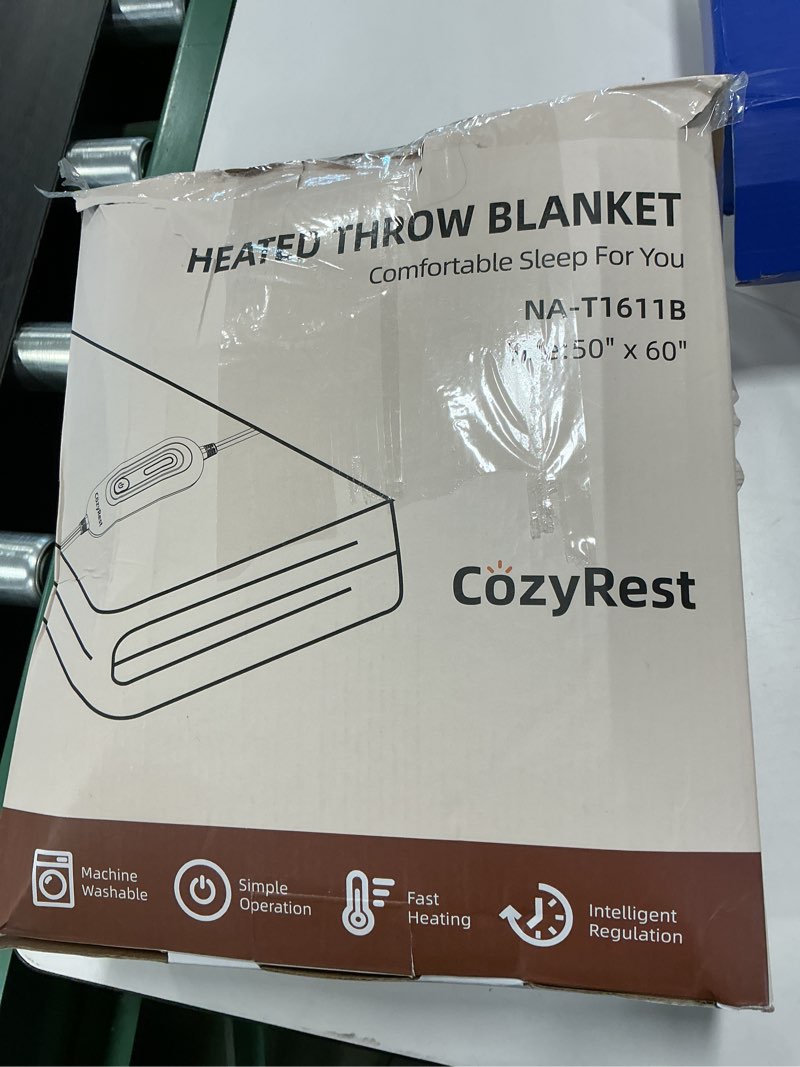 HEATED THROW BLANKET
Comfortable Sleep For You
NA-T1611B
50" x 60"
CozyRest
CozyRest
Machine
Washable
Simple
Operation
Fast
Heating
Intelligent
Regulation